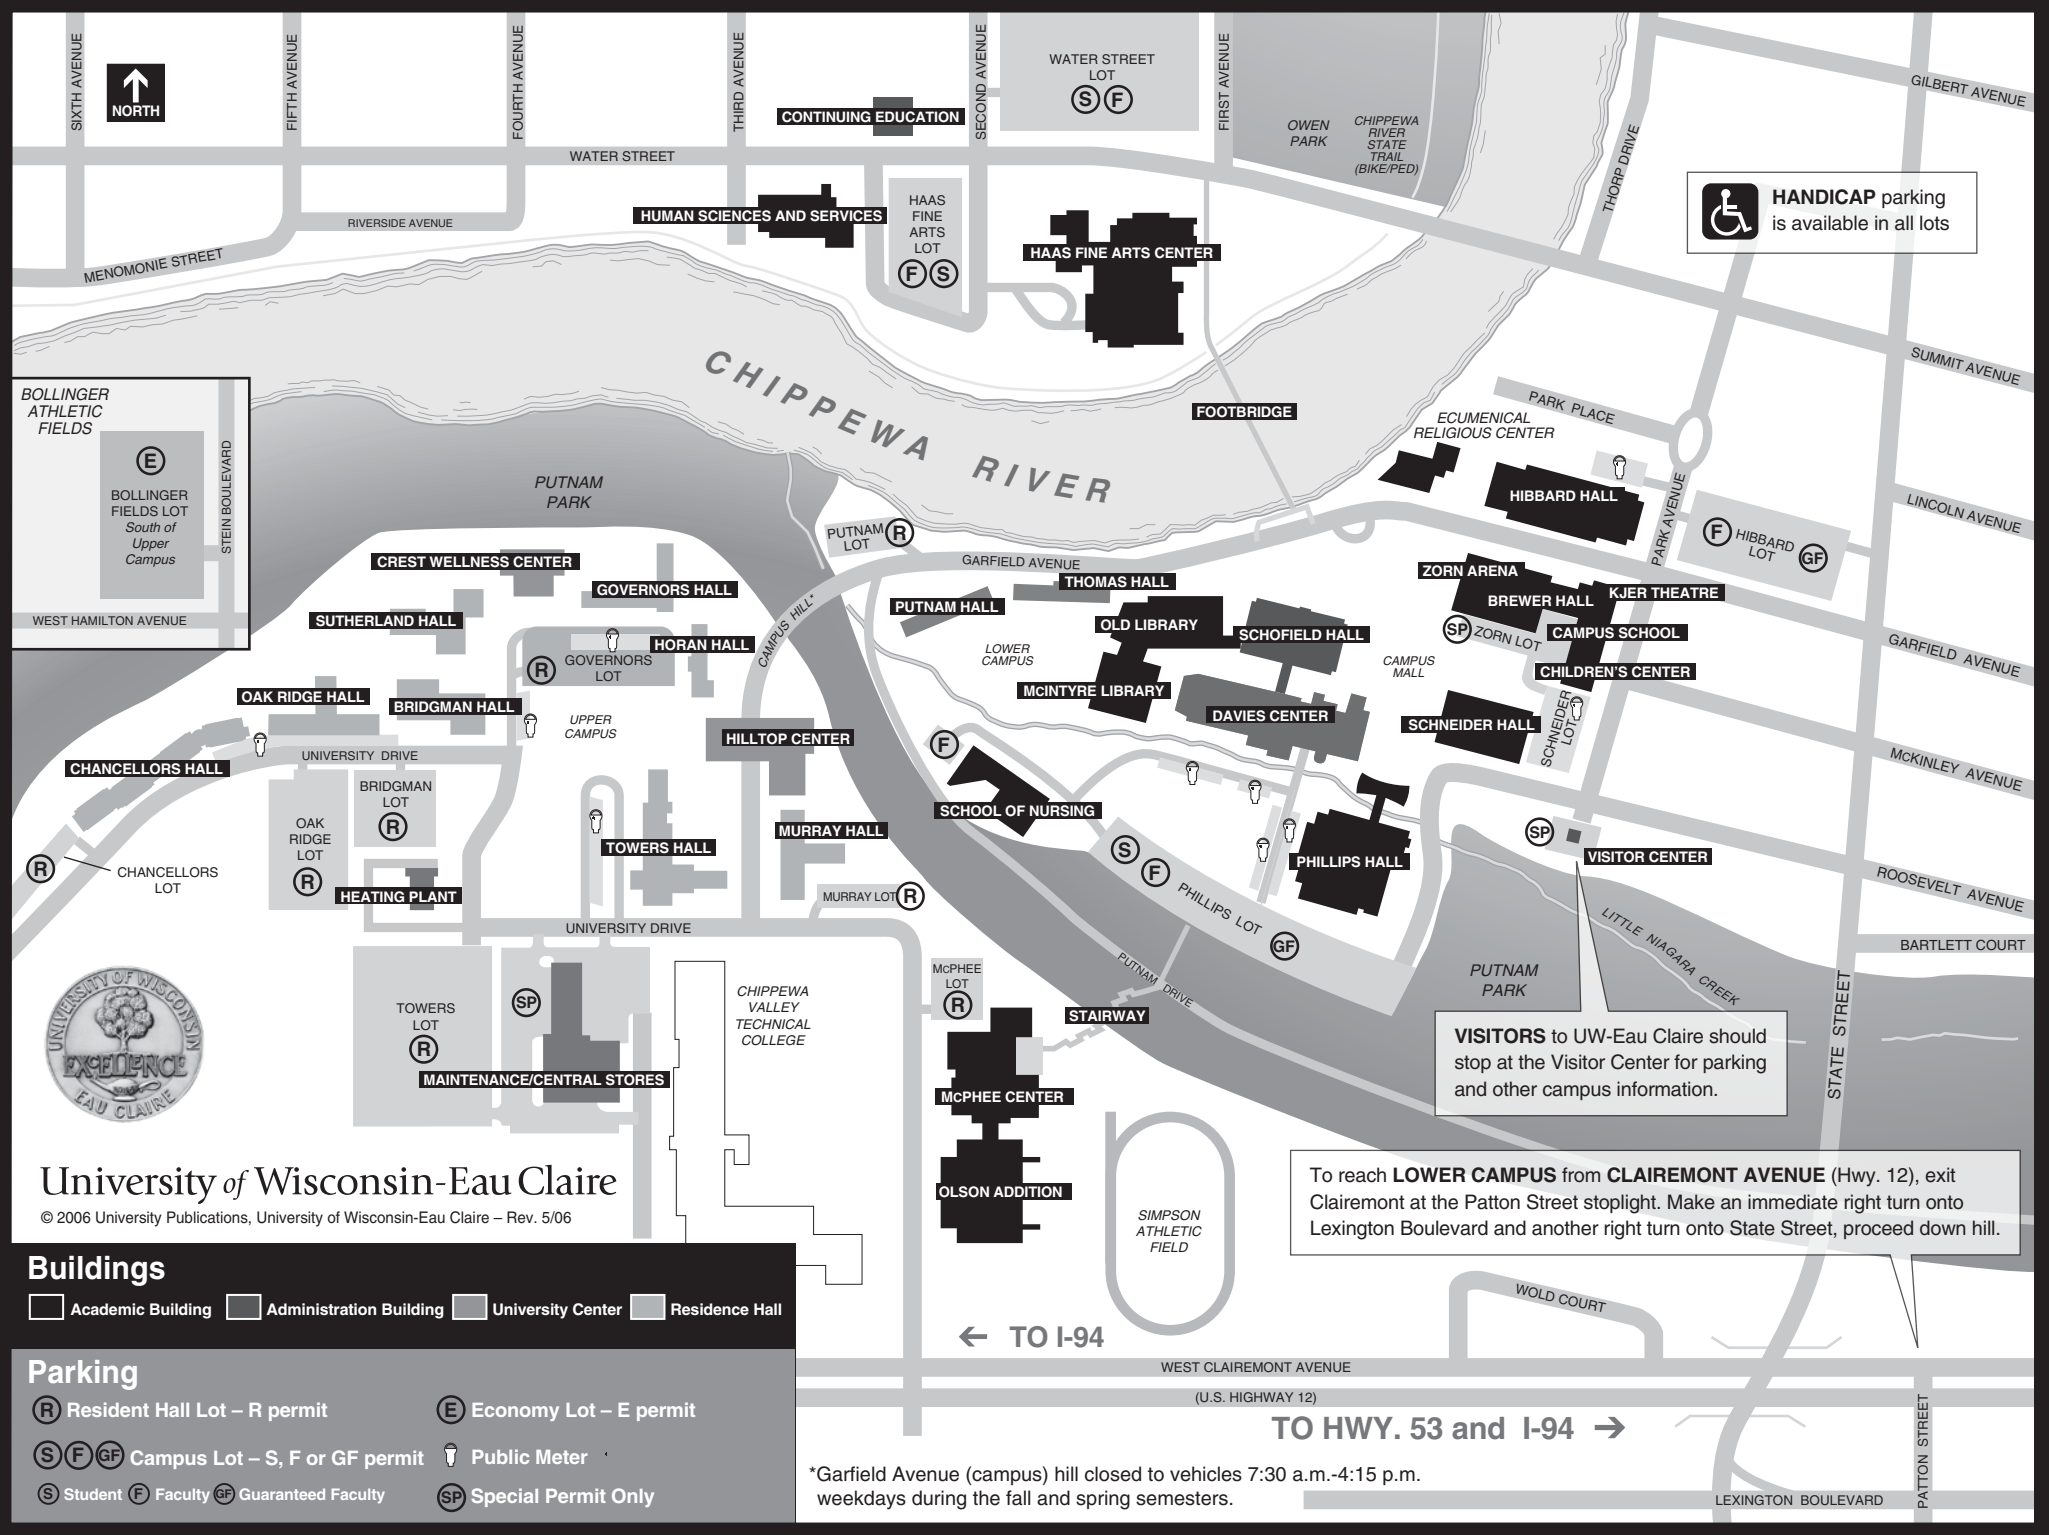 SIXTH AVENUE
NORTH
FIFTH AVENUE
FOURTH AVENUE
THIRD AVENUE
SECOND AVENUE
FIRST AVENUE
WATER STREET
LOT
S F
CONTINUING EDUCATION
OWEN
PARK
CHIPPEWA
RIVER
STATE
TRAIL
(BIKE/PED)
THORP DRIVE
GILBERT AVENUE
WATER STREET
HANDICAP parking
is available in all lots
RIVERSIDE AVENUE
MENOMONIE STREET
HUMAN SCIENCES AND SERVICES
HAAS
FINE
ARTS
LOT
F S
HAAS FINE ARTS CENTER
SUMMIT AVENUE
CHIPPEWA RIVER
FOOTBRIDGE
PARK PLACE
ECUMENICAL
RELIGIOUS CENTER
HIBBARD HALL
PARK AVENUE
F HIBBARD
LOT GF
LINCOLN AVENUE
BOLLINGER
ATHLETIC
FIELDS
E
BOLLINGER
FIELDS LOT
South of
Upper
Campus
STEIN BOULEVARD
WEST HAMILTON AVENUE
PUTNAM
PARK
PUTNAM
LOT R
GARFIELD AVENUE
CREST WELLNESS CENTER
GOVERNORS HALL
SUTHERLAND HALL
HORAN HALL
R GOVERNORS
LOT
CAMPUS HILL*
PUTNAM HALL
THOMAS HALL
OLD LIBRARY
SCHOFIELD HALL
LOWER
CAMPUS
McINTYRE LIBRARY
DAVIES CENTER
CAMPUS
MALL
ZORN ARENA
BREWER HALL
KJER THEATRE
SP ZORN LOT
CAMPUS SCHOOL
CHILDREN'S CENTER
SCHNEIDER HALL
SCHNEIDER
LOT
GARFIELD AVENUE
McKINLEY AVENUE
OAK RIDGE HALL
BRIDGMAN HALL
UPPER
CAMPUS
HILLTOP CENTER
UNIVERSITY DRIVE
CHANCELLORS HALL
BRIDGMAN
LOT
R
OAK
RIDGE
LOT
R
R
CHANCELLORS
LOT
HEATING PLANT
TOWERS HALL
MURRAY HALL
MURRAY LOT R
F
SCHOOL OF NURSING
S F
PHILLIPS LOT
GF
PHILLIPS HALL
SP
VISITOR CENTER
ROOSEVELT AVENUE
BARTLETT COURT
LITTLE NIAGARA CREEK
PUTNAM
PARK
STATE STREET
UNIVERSITY DRIVE
PUTNAM DRIVE
STAIRWAY
McPHEE
LOT
R
McPHEE CENTER
OLSON ADDITION
SIMPSON
ATHLETIC
FIELD
TOWERS
LOT
R
SP
MAINTENANCE/CENTRAL STORES
CHIPPEWA
VALLEY
TECHNICAL
COLLEGE
UNIVERSITY OF WISCONSIN
EXCELLENCE
EAU CLAIRE
VISITORS to UW-Eau Claire should
stop at the Visitor Center for parking
and other campus information.
To reach LOWER CAMPUS from CLAIREMONT AVENUE (Hwy. 12), exit
Clairemont at the Patton Street stoplight. Make an immediate right turn onto
Lexington Boulevard and another right turn onto State Street, proceed down hill.
University of Wisconsin-Eau Claire
© 2006 University Publications, University of Wisconsin-Eau Claire – Rev. 5/06
Buildings
Academic Building
Administration Building
University Center
Residence Hall
Parking
R Resident Hall Lot – R permit
E Economy Lot – E permit
S F GF Campus Lot – S, F or GF permit
Public Meter
S Student F Faculty GF Guaranteed Faculty
SP Special Permit Only
WOLD COURT
← TO I-94
WEST CLAIREMONT AVENUE
(U.S. HIGHWAY 12)
TO HWY. 53 and I-94 →
PATTON STREET
LEXINGTON BOULEVARD
*Garfield Avenue (campus) hill closed to vehicles 7:30 a.m.-4:15 p.m.
weekdays during the fall and spring semesters.